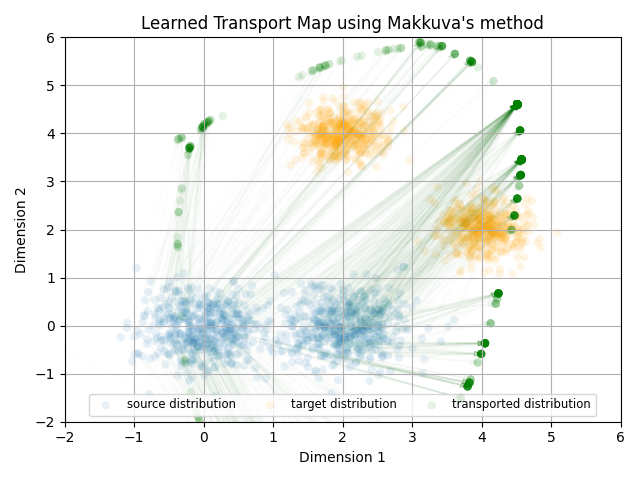 Learned Transport Map using Makkuva's method
6
5
4
3
2
1
0
−1
−2
Dimension 2
source distribution target distribution transported distribution
−2 −1 0 1 2 3 4 5 6
Dimension 1